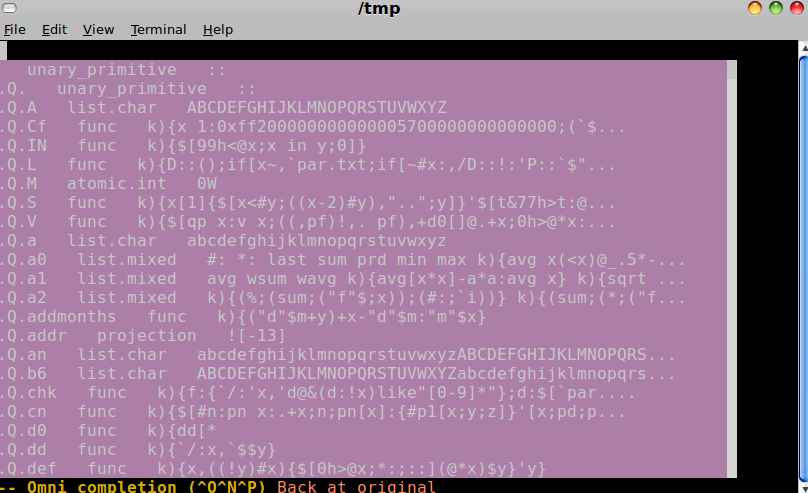 /tmp
File Edit View Terminal Help
unary_primitive ::
.Q. unary_primitive ::
.Q.A list.char ABCDEFGHIJKLMNOPQRSTUVWXYZ
.Q.Cf func k){x 1:0xff20000000000005700000000000000;(`$...
.Q.IN func k){$[99h<@x;x in y;0]}
.Q.L func k){D::();if[x~,`par.txt;if[~#x:,/D::!:'P::`$"...
.Q.M atomic.int 0W
.Q.S func k){x[1]{$[x<#y;((x-2)#y),"..";y]}'$[t&77h>t:@...
.Q.V func k){$[qp x:v x;((,pf)!,. pf),+d0[]@.+x;0h>@*x:...
.Q.a list.char abcdefghijklmnopqrstuvwxyz
.Q.a0 list.mixed #: *: last sum prd min max k){avg x(<x)@_.5*-...
.Q.a1 list.mixed avg wsum wavg k){avg[x*x]-a*a:avg x} k){sqrt ...
.Q.a2 list.mixed k){(%;(sum;("f"$;x));(#:;`i))} k){(sum;(*;("f...
.Q.addmonths func k){("d"$m+y)+x-"d"$m:"m"$x}
.Q.addr projection ![-13]
.Q.an list.char abcdefghijklmnopqrstuvwxyzABCDEFGHIJKLMNOPQRS...
.Q.b6 list.char ABCDEFGHIJKLMNOPQRSTUVWXYZabcdefghijklmnopqrs...
.Q.chk func k){f:{`/:'x,'d@&(d:!x)like"[0-9]*"};d:$[`par....
.Q.cn func k){$[#n:pn x:.+x;n;pn[x]:{#p1[x;y;z]}'[x;pd;p...
.Q.d0 func k){dd[*
.Q.dd func k){`/:x,`$$y}
.Q.def func k){x,((!y)#x){$[0h>@x;*:;::](@*x)$y}'y}
-- Omni completion (^O^N^P) Back at original